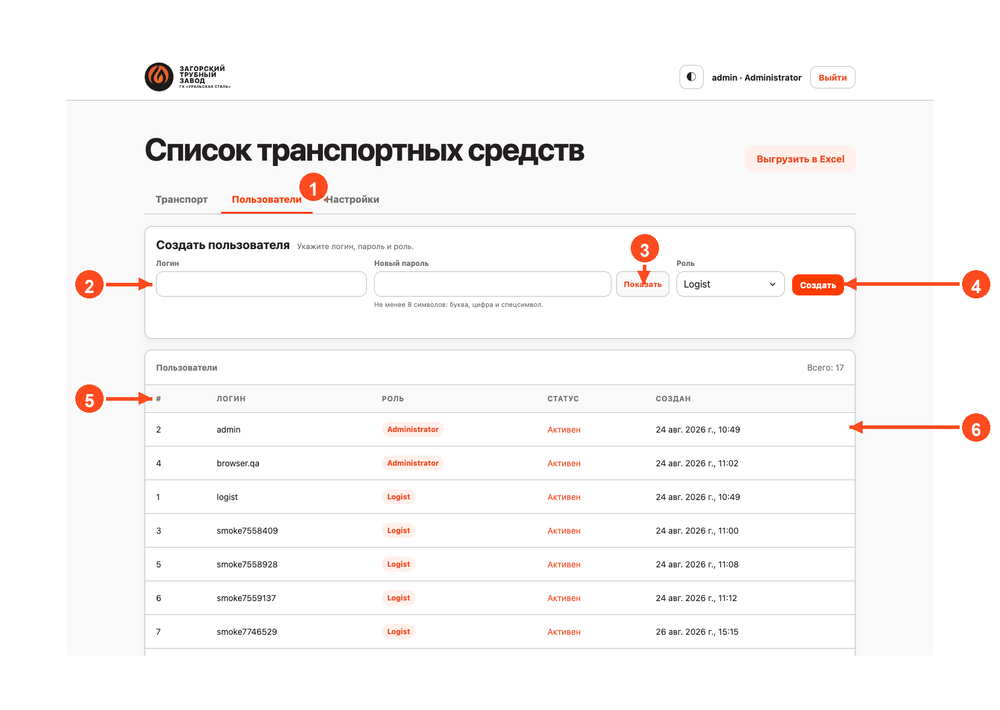 ЗАГОРСКИЙ
ТРУБНЫЙ
ЗАВОД
ГК «УРАЛЬСКАЯ СТАЛЬ»
admin · Administrator
Выйти
Список транспортных средств
Выгрузить в Excel
1
Транспорт
Пользователи
Настройки
Создать пользователя
Укажите логин, пароль и роль.
3
Логин
Новый пароль
Роль
2
Показать
Logist
Создать
4
Не менее 8 символов: буква, цифра и спецсимвол.
Пользователи
Всего: 17
5
# ЛОГИН РОЛЬ СТАТУС СОЗДАН
2 admin Administrator Активен 24 авг. 2026 г., 10:49
6
4 browser.qa Administrator Активен 24 авг. 2026 г., 11:02
1 logist Logist Активен 24 авг. 2026 г., 10:49
3 smoke7558409 Logist Активен 24 авг. 2026 г., 11:00
5 smoke7558928 Logist Активен 24 авг. 2026 г., 11:08
6 smoke7559137 Logist Активен 24 авг. 2026 г., 11:12
7 smoke7746529 Logist Активен 26 авг. 2026 г., 15:15